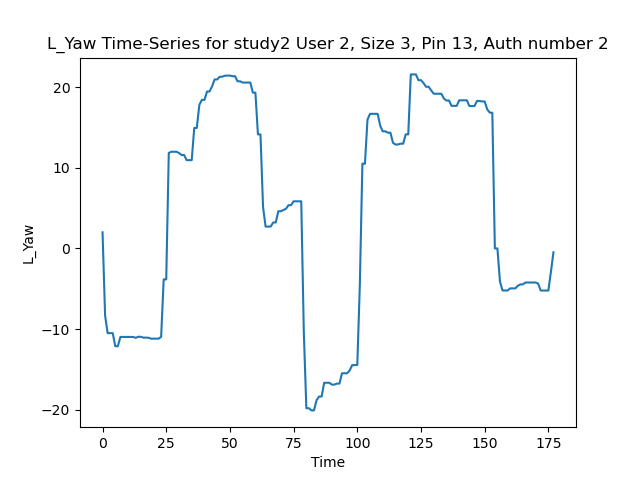 L_Yaw Time-Series for study2 User 2, Size 3, Pin 13, Auth number 2
20
10
0
−10
−20
L_Yaw
0 25 50 75 100 125 150 175
Time